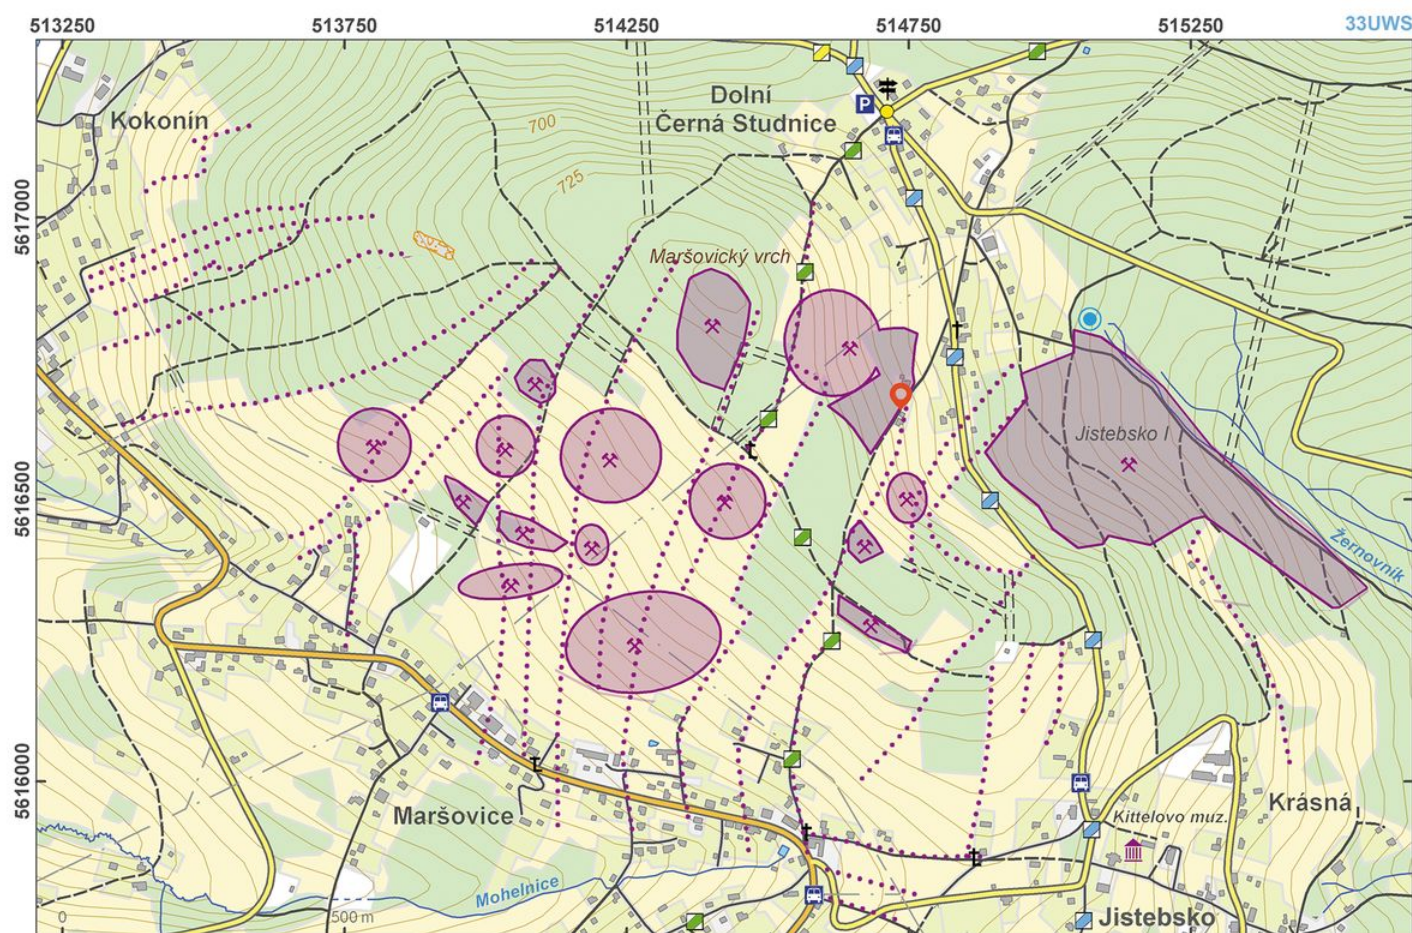 513250
513750
514250
514750
515250
33UWS
Kokonín
Dolní
Černá Studnice
P
700
725
5617000
Maršovický vrch
Jistebsko I
5616500
Žernovník
5616000
Maršovice
Krásná
Kittelovo muz.
Mohelnice
0
500 m
Jistebsko